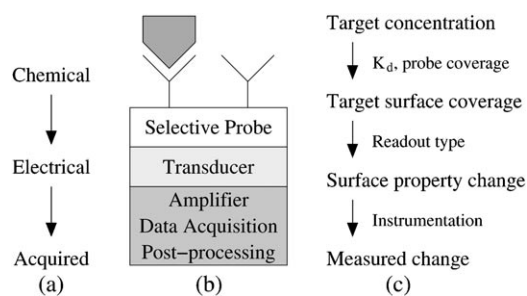 Chemical
Electrical
Acquired
(a)
Selective Probe
Transducer
Amplifier
Data Acquisition
Post-processing
(b)
Target concentration
K_d, probe coverage
Target surface coverage
Readout type
Surface property change
Instrumentation
Measured change
(c)